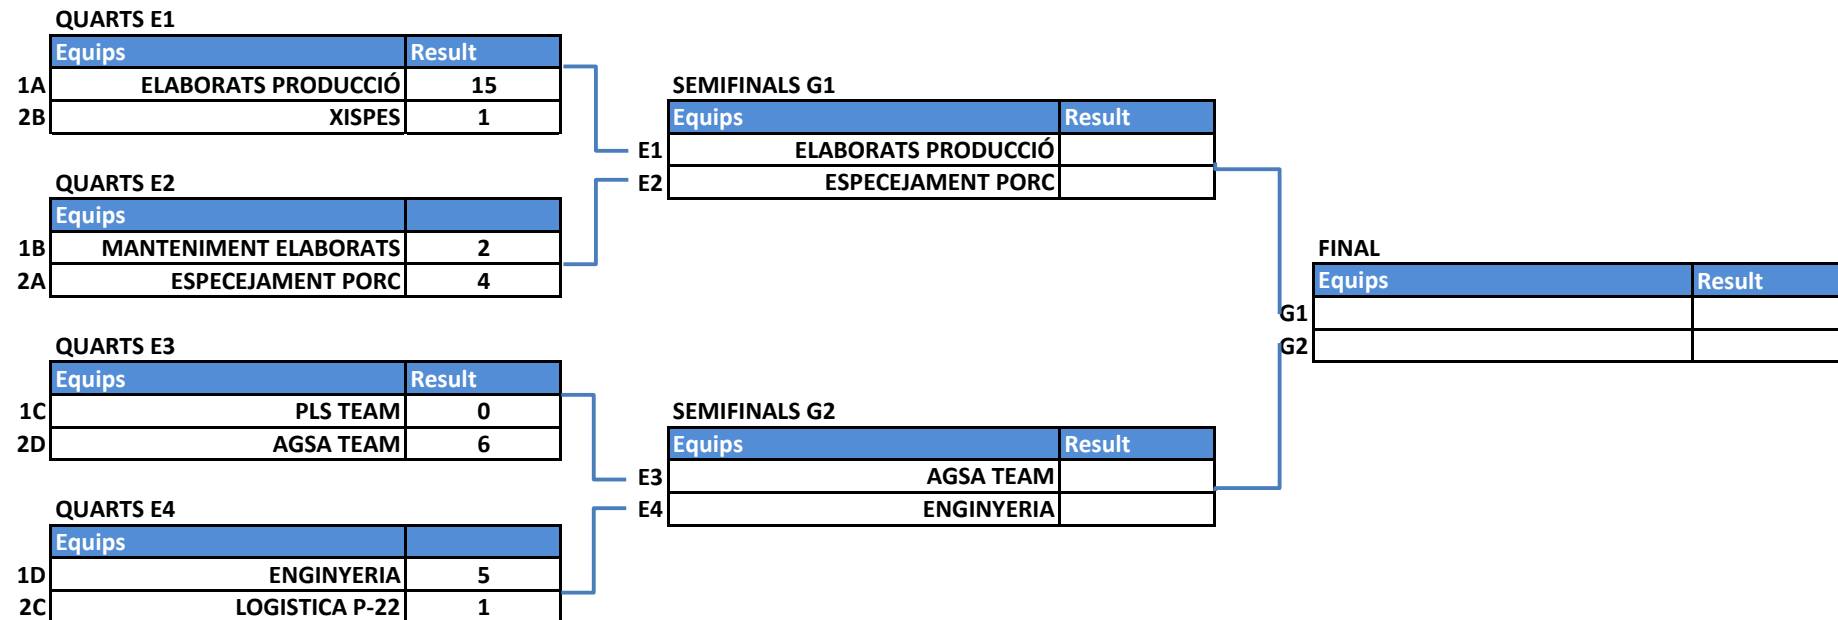 QUARTS E1
Equips Result
1A ELABORATS PRODUCCIÓ 15
2B XISPES 1
QUARTS E2
Equips
1B MANTENIMENT ELABORATS 2
2A ESPECEJAMENT PORC 4
QUARTS E3
Equips Result
1C PLS TEAM 0
2D AGSA TEAM 6
QUARTS E4
Equips
1D ENGINYERIA 5
2C LOGISTICA P-22 1
SEMIFINALS G1
Equips Result
E1 ELABORATS PRODUCCIÓ
E2 ESPECEJAMENT PORC
SEMIFINALS G2
Equips Result
E3 AGSA TEAM
E4 ENGINYERIA
FINAL
Equips Result
G1
G2